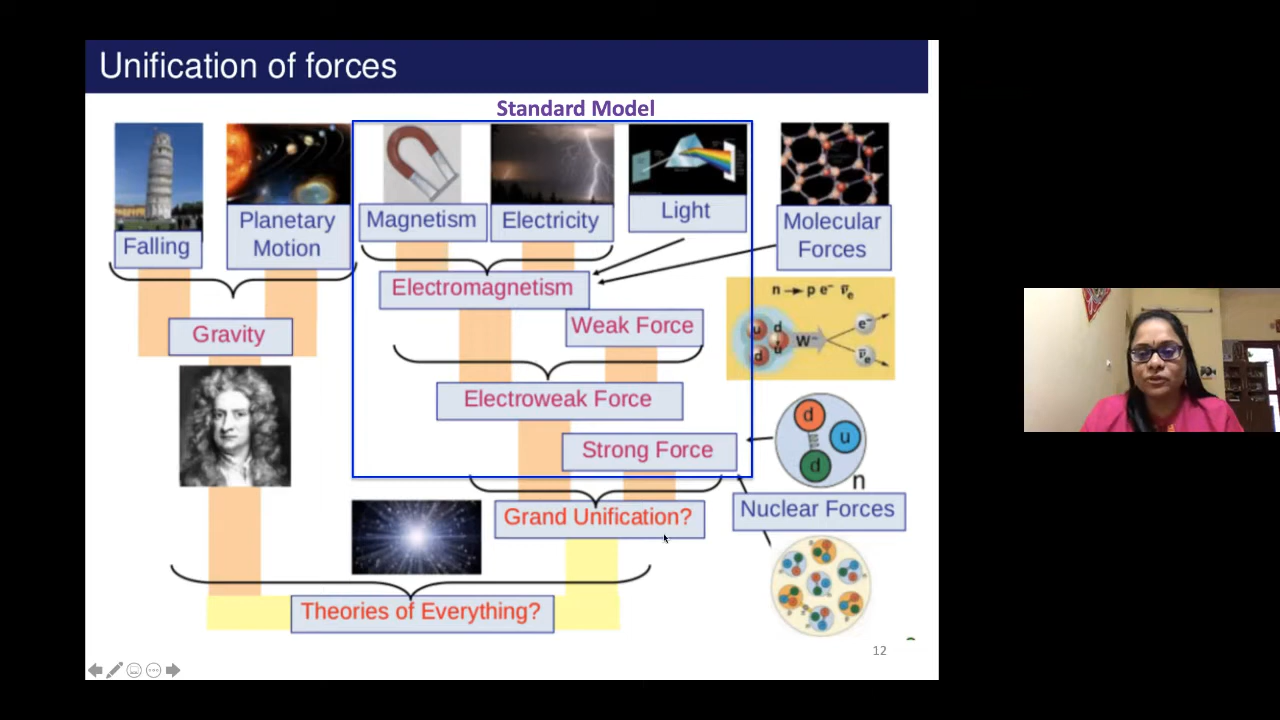 Unification of forces
Standard Model
Falling
Planetary
Motion
Magnetism
Electricity
Light
Molecular
Forces
Electromagnetism
n→p e⁻ ν̄ₑ
Gravity
Weak Force
u d
u
d
W⁻
e⁻
ν̄ₑ
Electroweak Force
d
u
d
n
Strong Force
Nuclear Forces
Grand Unification?
Theories of Everything?
12